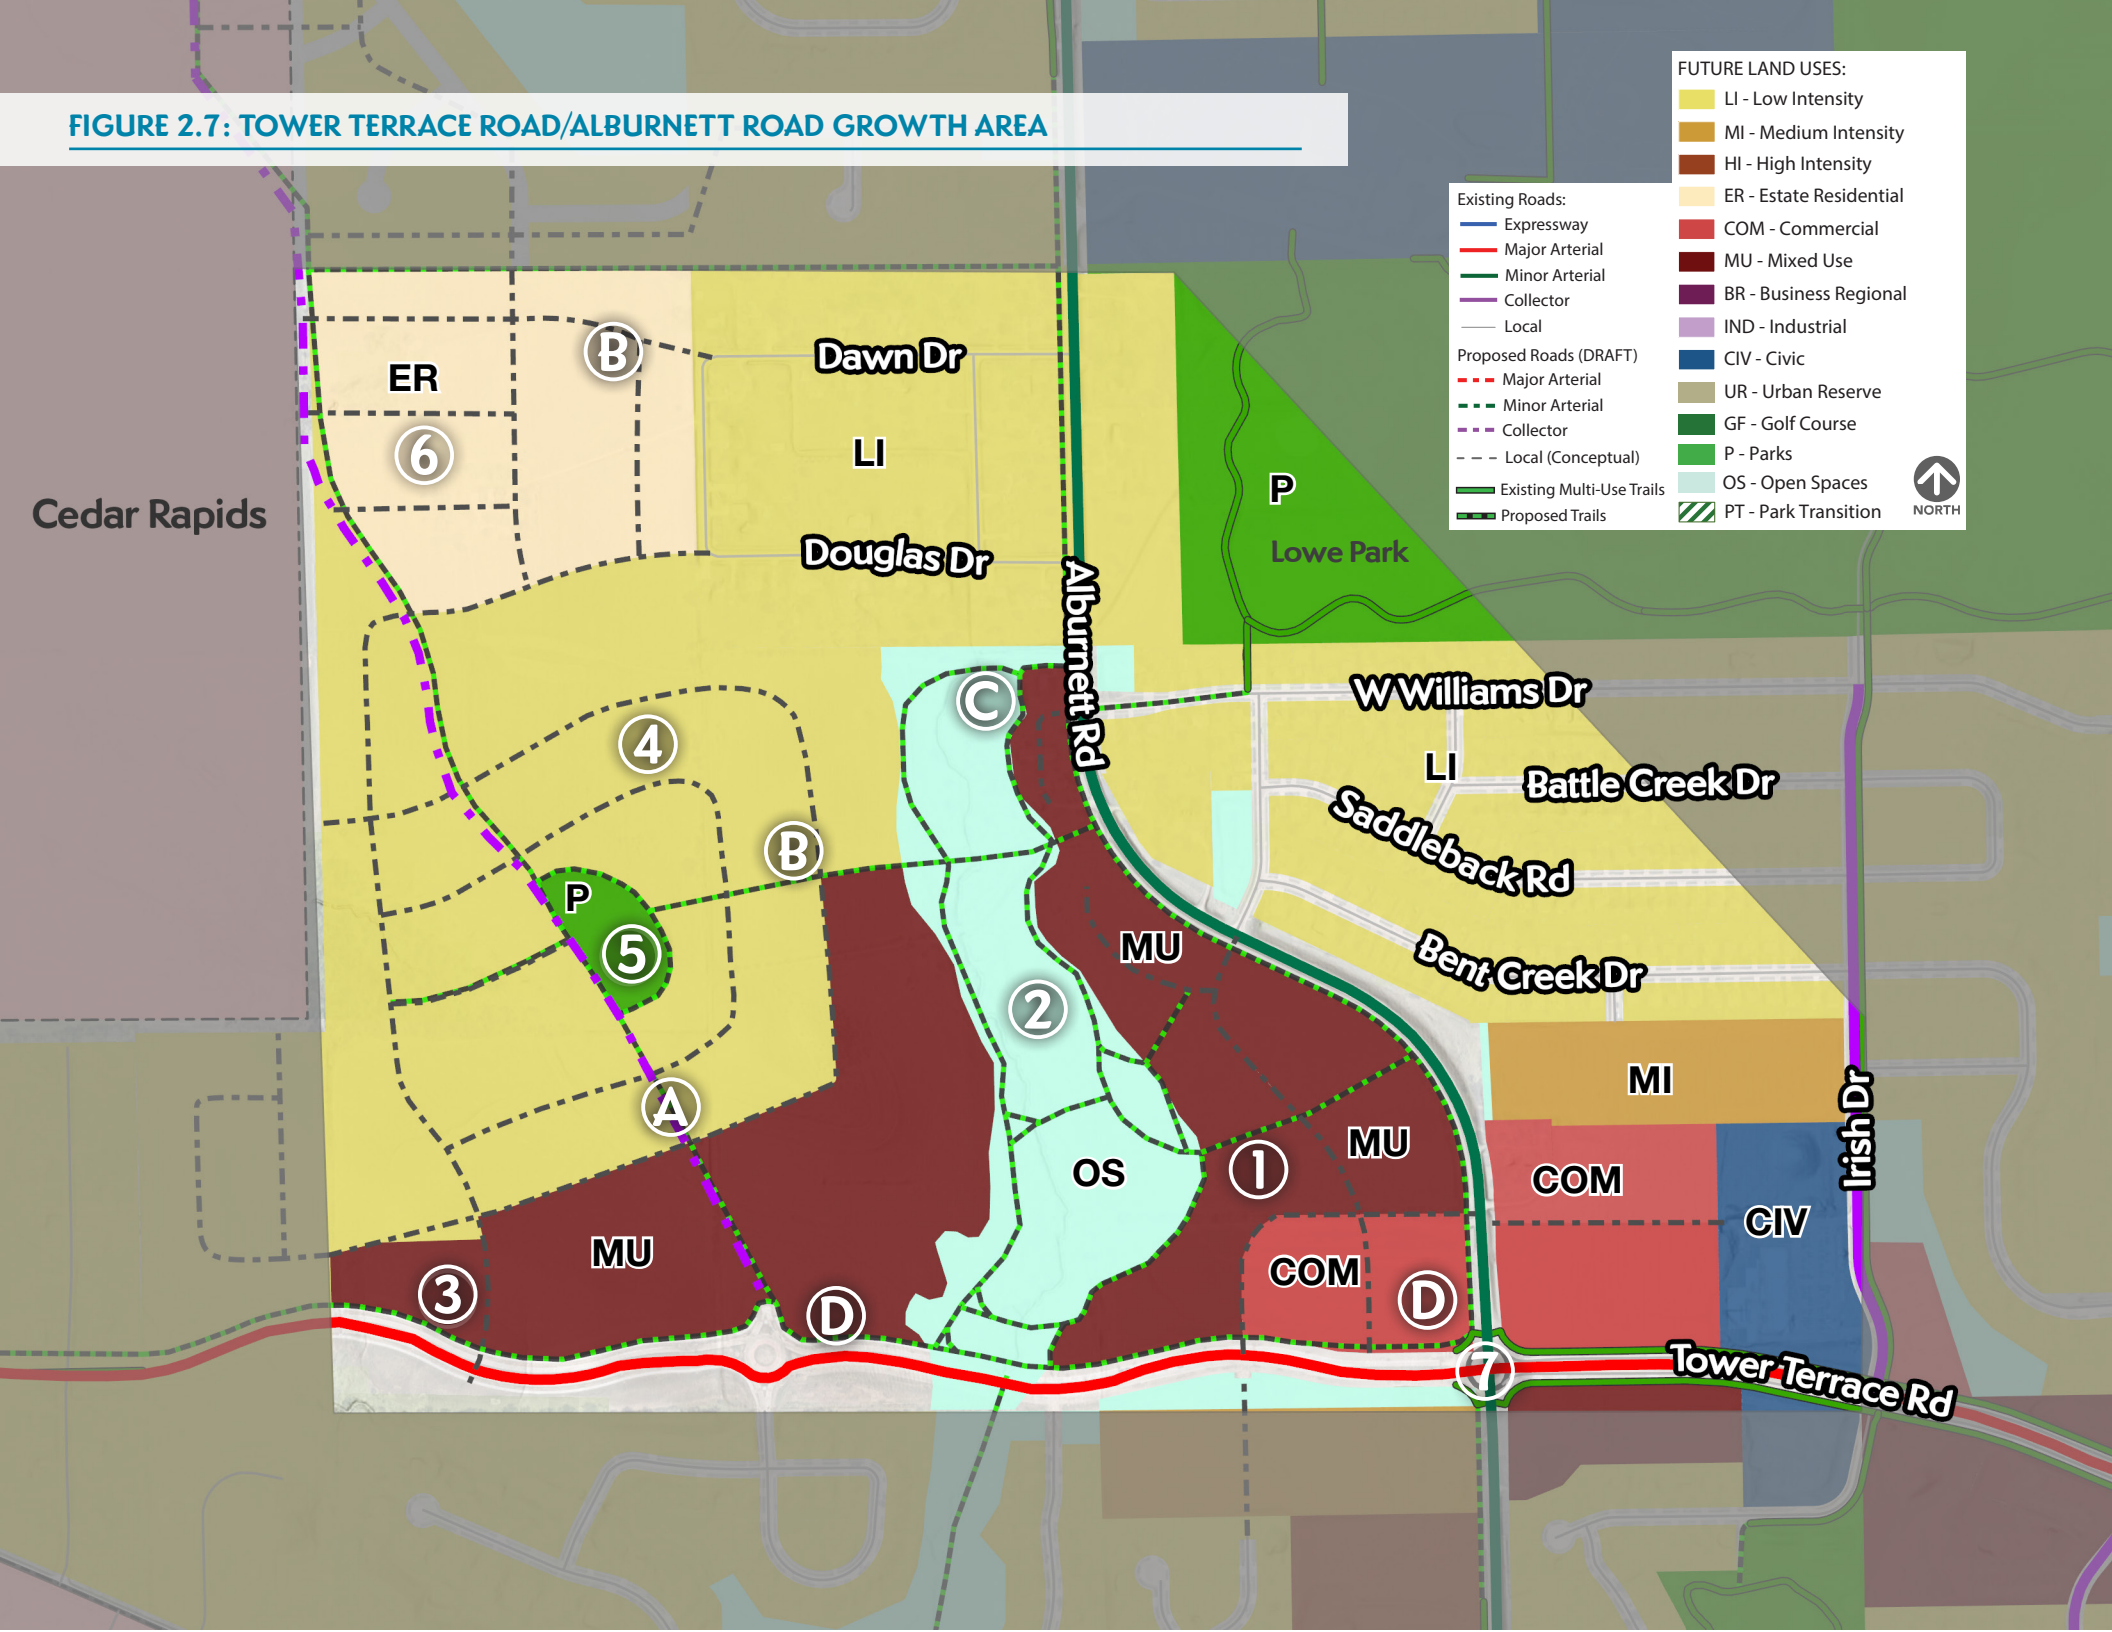 FIGURE 2.7: TOWER TERRACE ROAD/ALBURNETT ROAD GROWTH AREA
FUTURE LAND USES:
LI - Low Intensity
MI - Medium Intensity
HI - High Intensity
ER - Estate Residential
COM - Commercial
MU - Mixed Use
BR - Business Regional
IND - Industrial
CIV - Civic
UR - Urban Reserve
GF - Golf Course
P - Parks
OS - Open Spaces
PT - Park Transition
NORTH
Existing Roads:
Expressway
Major Arterial
Minor Arterial
Collector
Local
Proposed Roads (DRAFT)
Major Arterial
Minor Arterial
Collector
Local (Conceptual)
Existing Multi-Use Trails
Proposed Trails
Cedar Rapids
ER
B
6
Dawn Dr
LI
Douglas Dr
P
Lowe Park
Alburnett Rd
C
W Williams Dr
4
LI
Battle Creek Dr
Saddleback Rd
B
P
5
MU
Bent Creek Dr
2
MI
A
Irish Dr
OS
1
MU
COM
CIV
MU
3
D
COM
D
7
Tower Terrace Rd